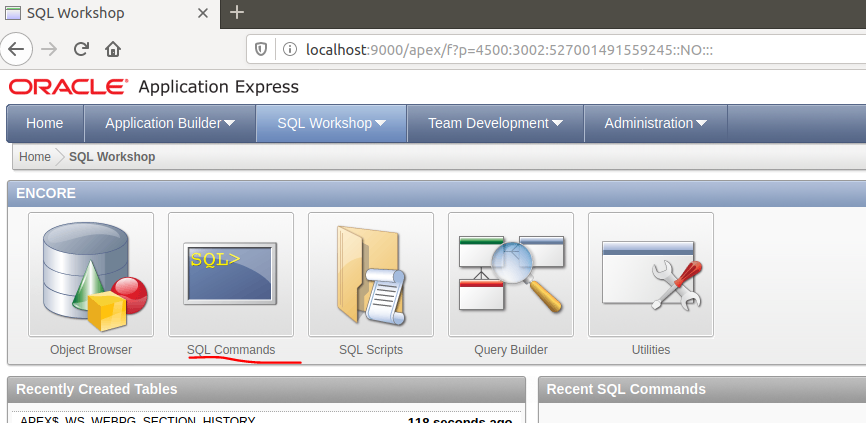 SQL Workshop
localhost:9000/apex/f?p=4500:3002:527001491559245::NO:::
ORACLE® Application Express
Home Application Builder SQL Workshop Team Development Administration
Home SQL Workshop
ENCORE
SQL>
Object Browser SQL Commands SQL Scripts Query Builder Utilities
Recently Created Tables Recent SQL Commands
APEX$_WS_WEBPG_SECTION_HISTORY 118 seconds ago